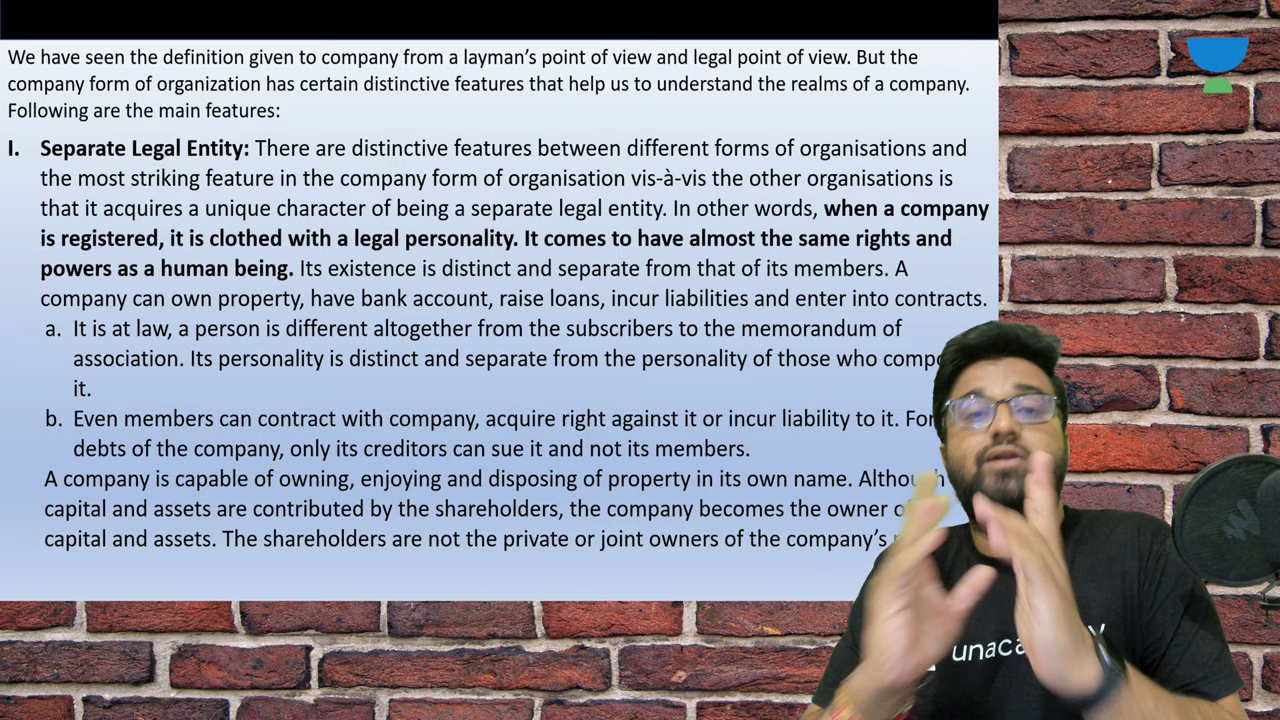 We have seen the definition given to company from a layman’s point of view and legal point of view. But the
company form of organization has certain distinctive features that help us to understand the realms of a company.
Following are the main features:
I. Separate Legal Entity: There are distinctive features between different forms of organisations and
the most striking feature in the company form of organisation vis-à-vis the other organisations is
that it acquires a unique character of being a separate legal entity. In other words, when a company
is registered, it is clothed with a legal personality. It comes to have almost the same rights and
powers as a human being. Its existence is distinct and separate from that of its members. A
company can own property, have bank account, raise loans, incur liabilities and enter into contracts.
a. It is at law, a person is different altogether from the subscribers to the memorandum of
association. Its personality is distinct and separate from the personality of those who
it.
b. Even members can contract with company, acquire right against it or incur liability to it. For
debts of the company, only its creditors can sue it and not its members.
A company is capable of owning, enjoying and disposing of property in its own name. Although
capital and assets are contributed by the shareholders, the company becomes the owner
capital and assets. The shareholders are not the private or joint owners of the company’s